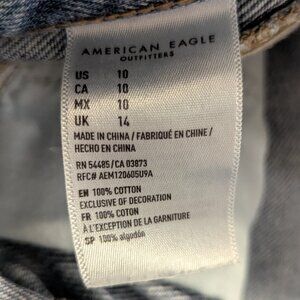 AMERICAN EAGLE
OUTFITTERS
US 10
CA 10
MX 10
UK 14
MADE IN CHINA / FABRIQUÉ EN CHINE /
HECHO EN CHINA
RN 54485/CA 03873
RFC# AEM120605U9A
EN 100% COTTON
EXCLUSIVE OF DECORATION
FR 100% COTON
À L'EXCEPTION DE LA GARNITURE
SP 100% algodón